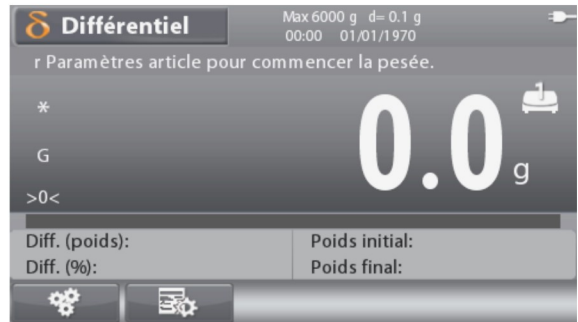 δ Différentiel
Max 6000 g d= 0.1 g
00:00 01/01/1970
r Paramètres article pour commencer la pesée.
*
1
0.0 g
G
>0<
Diff. (poids):
Poids initial:
Diff. (%):
Poids final: